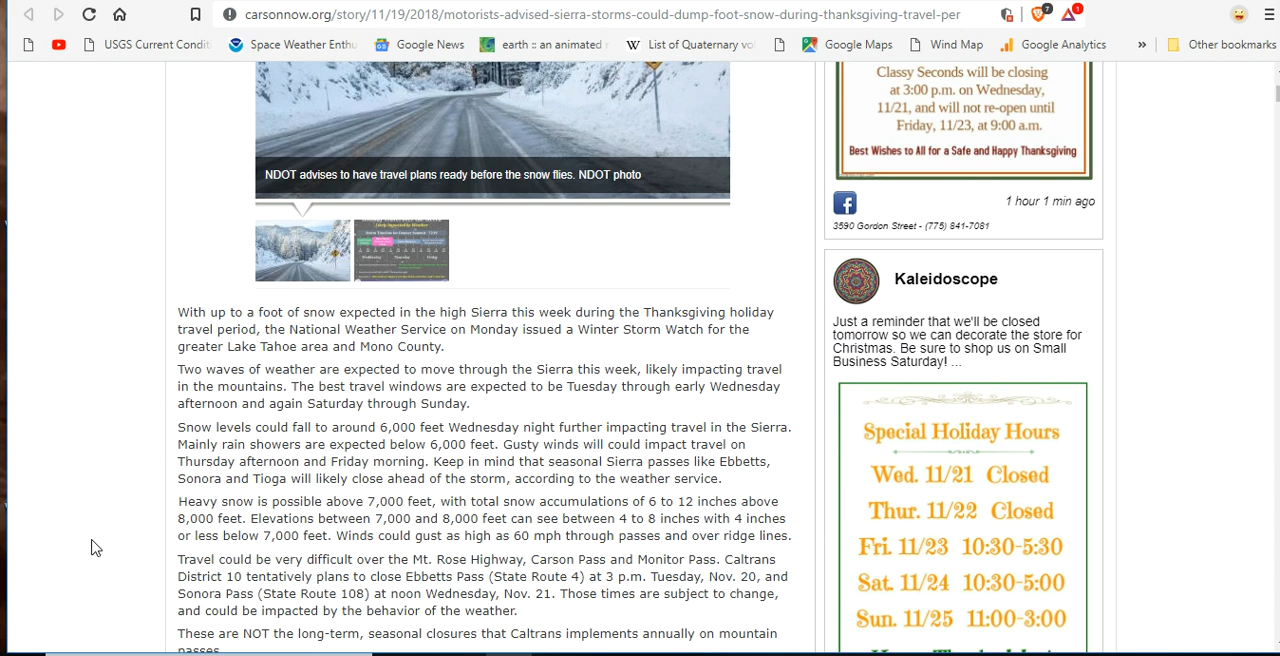 carsonnow.org/story/11/19/2018/motorists-advised-sierra-storms-could-dump-foot-snow-during-thanksgiving-travel-per
7
1
USGS Current Condit
Space Weather Enthu
Google News
earth :: an animated
List of Quaternary vo
Google Maps
Wind Map
Google Analytics
»
Other bookmarks
NDOT advises to have travel plans ready before the snow flies. NDOT photo
With up to a foot of snow expected in the high Sierra this week during the Thanksgiving holiday
travel period, the National Weather Service on Monday issued a Winter Storm Watch for the
greater Lake Tahoe area and Mono County.
Two waves of weather are expected to move through the Sierra this week, likely impacting travel
in the mountains. The best travel windows are expected to be Tuesday through early Wednesday
afternoon and again Saturday through Sunday.
Snow levels could fall to around 6,000 feet Wednesday night further impacting travel in the Sierra.
Mainly rain showers are expected below 6,000 feet. Gusty winds will could impact travel on
Thursday afternoon and Friday morning. Keep in mind that seasonal Sierra passes like Ebbetts,
Sonora and Tioga will likely close ahead of the storm, according to the weather service.
Heavy snow is possible above 7,000 feet, with total snow accumulations of 6 to 12 inches above
8,000 feet. Elevations between 7,000 and 8,000 feet can see between 4 to 8 inches with 4 inches
or less below 7,000 feet. Winds could gust as high as 60 mph through passes and over ridge lines.
Travel could be very difficult over the Mt. Rose Highway, Carson Pass and Monitor Pass. Caltrans
District 10 tentatively plans to close Ebbetts Pass (State Route 4) at 3 p.m. Tuesday, Nov. 20, and
Sonora Pass (State Route 108) at noon Wednesday, Nov. 21. Those times are subject to change,
and could be impacted by the behavior of the weather.
These are NOT the long-term, seasonal closures that Caltrans implements annually on mountain
passes
Classy Seconds will be closing
at 3:00 p.m. on Wednesday,
11/21, and will not re-open until
Friday, 11/23, at 9:00 a.m.
Best Wishes to All for a Safe and Happy Thanksgiving
1 hour 1 min ago
3590 Gordon Street - (775) 841-7081
Kaleidoscope
Just a reminder that we'll be closed
tomorrow so we can decorate the store for
Christmas. Be sure to shop us on Small
Business Saturday! ...
Special Holiday Hours
Wed. 11/21 Closed
Thur. 11/22 Closed
Fri. 11/23 10:30-5:30
Sat. 11/24 10:30-5:00
Sun. 11/25 11:00-3:00